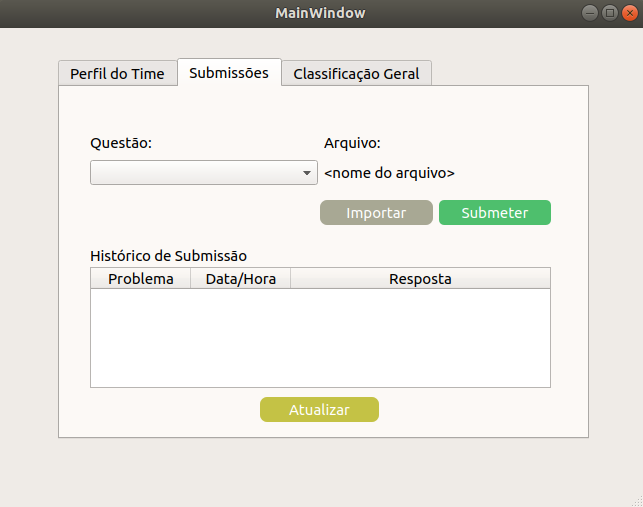 MainWindow
Perfil do Time Submissões Classificação Geral
Questão: Arquivo:
<nome do arquivo>
Importar Submeter
Histórico de Submissão
Problema Data/Hora Resposta
Atualizar